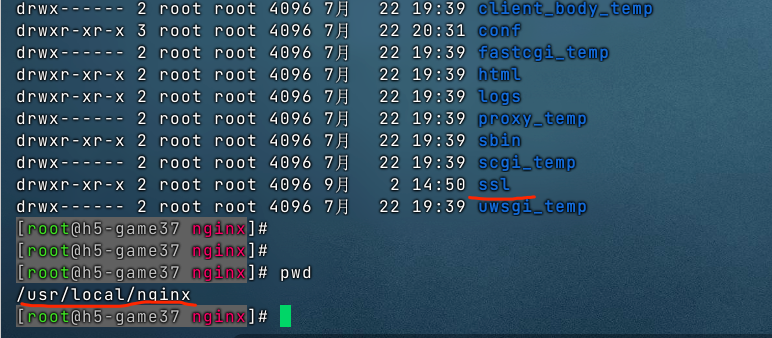 drwx------ 2 root root 4096 7月 22 19:39 client_body_temp
drwxr-xr-x 3 root root 4096 7月 22 20:31 conf
drwx------ 2 root root 4096 7月 22 19:39 fastcgi_temp
drwxr-xr-x 2 root root 4096 7月 22 19:39 html
drwxr-xr-x 2 root root 4096 7月 22 19:39 logs
drwx------ 2 root root 4096 7月 22 19:39 proxy_temp
drwxr-xr-x 2 root root 4096 7月 22 19:39 sbin
drwx------ 2 root root 4096 7月 22 19:39 scgi_temp
drwxr-xr-x 2 root root 4096 9月 2 14:50 ssl
drwx------ 2 root root 4096 7月 22 19:39 uwsgi_temp
[root@h5-game37 nginx]#
[root@h5-game37 nginx]#
[root@h5-game37 nginx]# pwd
/usr/local/nginx
[root@h5-game37 nginx]#